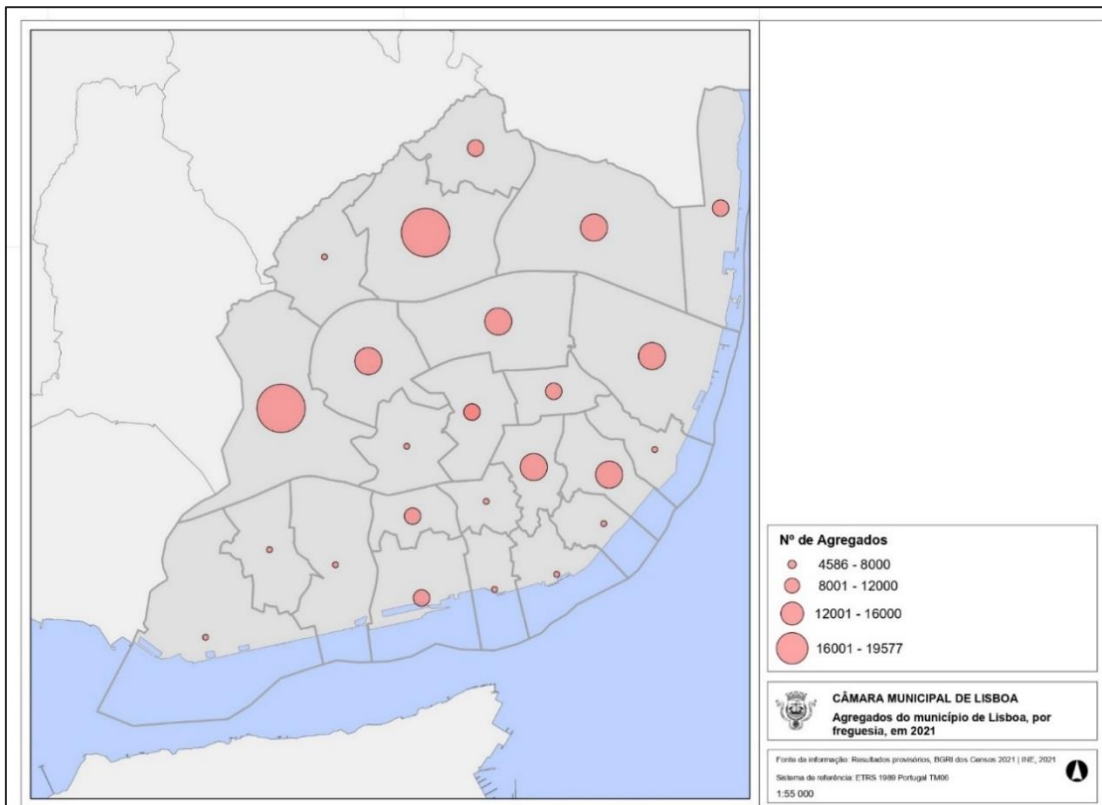 Nº de Agregados
4586 - 8000
8001 - 12000
12001 - 16000
16001 - 19577
CÂMARA MUNICIPAL DE LISBOA
Agregados do município de Lisboa, por
freguesia, em 2021
Fonte da informação: Resultados provisórios, BGRI dos Censos 2021 | INE, 2021
Sistema de referência: ETRS 1989 Portugal TM06
1:55 000